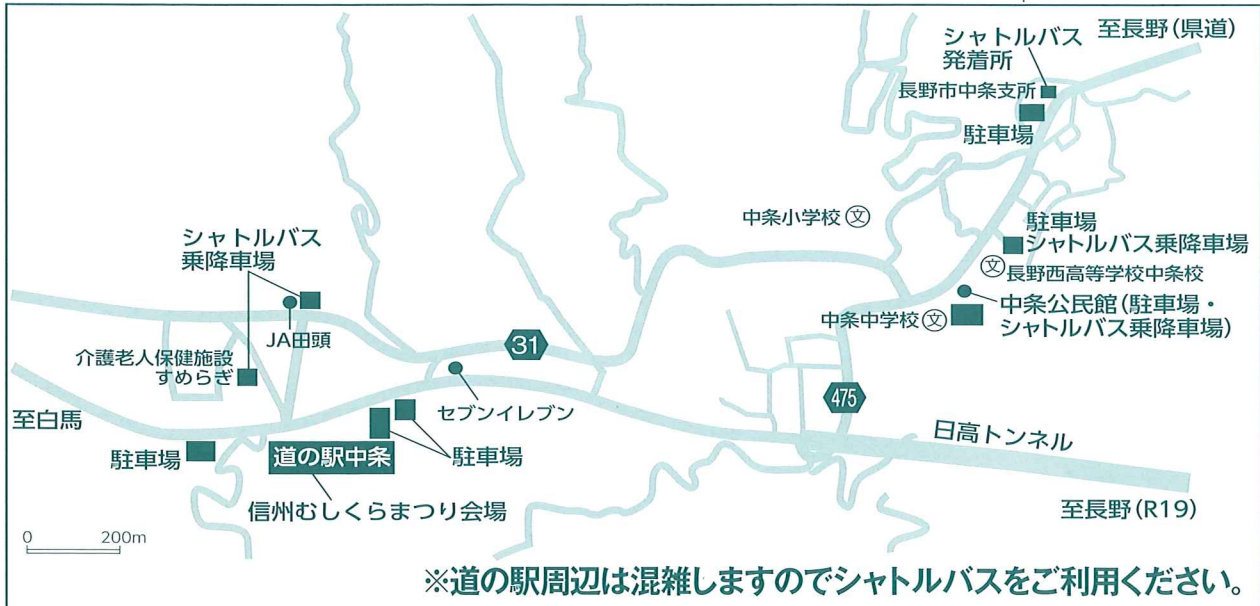 至長野(県道)
シャトルバス
発着所
長野市中条支所
駐車場
中条小学校 文
駐車場
シャトルバス乗降車場
文 長野西高等学校中条校
中条公民館(駐車場・
シャトルバス乗降車場)
中条中学校 文
シャトルバス
乗降車場
JA田頭
介護老人保健施設
すめらぎ
31
475
セブンイレブン
至白馬
駐車場
道の駅中条
駐車場
信州むしくらまつり会場
日高トンネル
至長野(R19)
0 200m
※道の駅周辺は混雑しますのでシャトルバスをご利用ください。